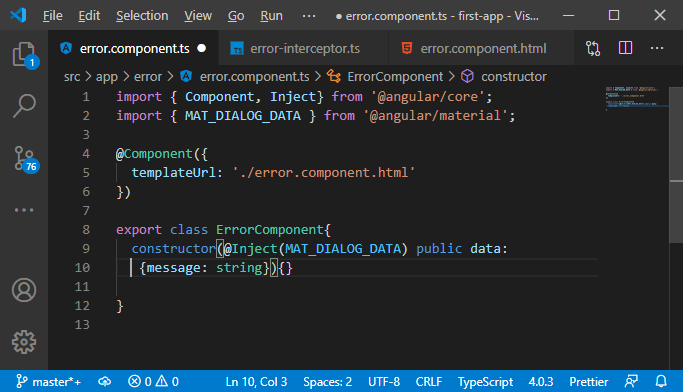 File Edit Selection View Go Run ... ● error.component.ts - first-app - Vis...
error.component.ts ● error-interceptor.ts error.component.html ...
src > app > error > error.component.ts > ErrorComponent > constructor
1 import { Component, Inject} from '@angular/core';
2 import { MAT_DIALOG_DATA } from '@angular/material';
3
4 @Component({
5 templateUrl: './error.component.html'
6 })
7
8 export class ErrorComponent{
9 constructor(@Inject(MAT_DIALOG_DATA) public data:
10 {message: string}){}
11
12 }
13
1
76
master*+ 0 0 Ln 10, Col 3 Spaces: 2 UTF-8 CRLF TypeScript 4.0.3 Prettier